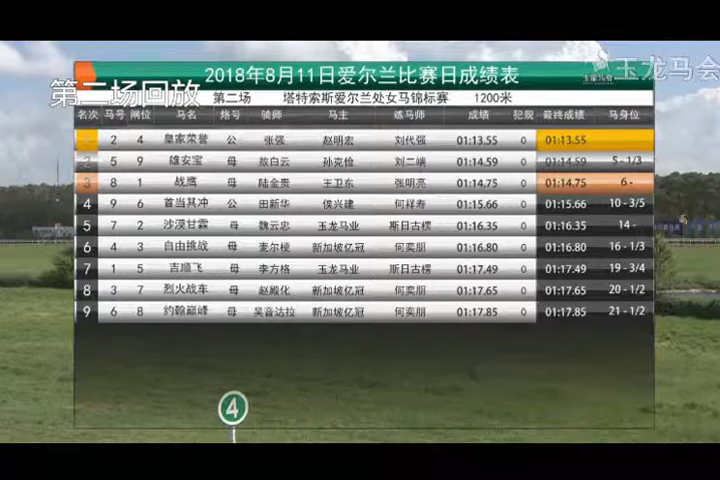 2018年8月11日爱尔兰比赛日成绩表
玉龙马会
第二场回放
第二场 塔特索斯爱尔兰处女马锦标赛 1200米
名次 马号 闸位 马名 烙号 骑师 马主 练马师 成绩 犯规 最终成绩 马身位
2 4 皇家荣誉 公 张强 赵明宏 刘代强 01:13.55 0 01:13.55
2 5 9 雄安宝 母 敖白云 孙克俭 刘二端 01:14.59 0 01:14.59 5 - 1/3
3 8 1 战鹰 母 陆金贵 王卫东 张明亮 01:14.75 0 01:14.75 6 -
4 9 6 首当其冲 公 田新华 侯兴建 何祥寿 01:15.66 0 01:15.66 10 - 3/5
5 7 2 沙漠甘霖 母 魏云忠 玉龙马业 斯日古楞 01:16.35 0 01:16.35 14 -
6 4 3 自由挑战 母 麦尔梗 新加坡亿冠 何奕朋 01:16.80 0 01:16.80 16 - 1/3
7 1 5 吉顺飞 母 李方格 玉龙马业 斯日古楞 01:17.49 0 01:17.49 19 - 3/4
8 3 7 烈火战车 母 赵殿化 新加坡亿冠 何奕朋 01:17.65 0 01:17.65 20 - 1/2
9 6 8 约翰巅峰 母 吴音达拉 新加坡亿冠 何奕朋 01:17.85 0 01:17.85 21 - 1/2
4